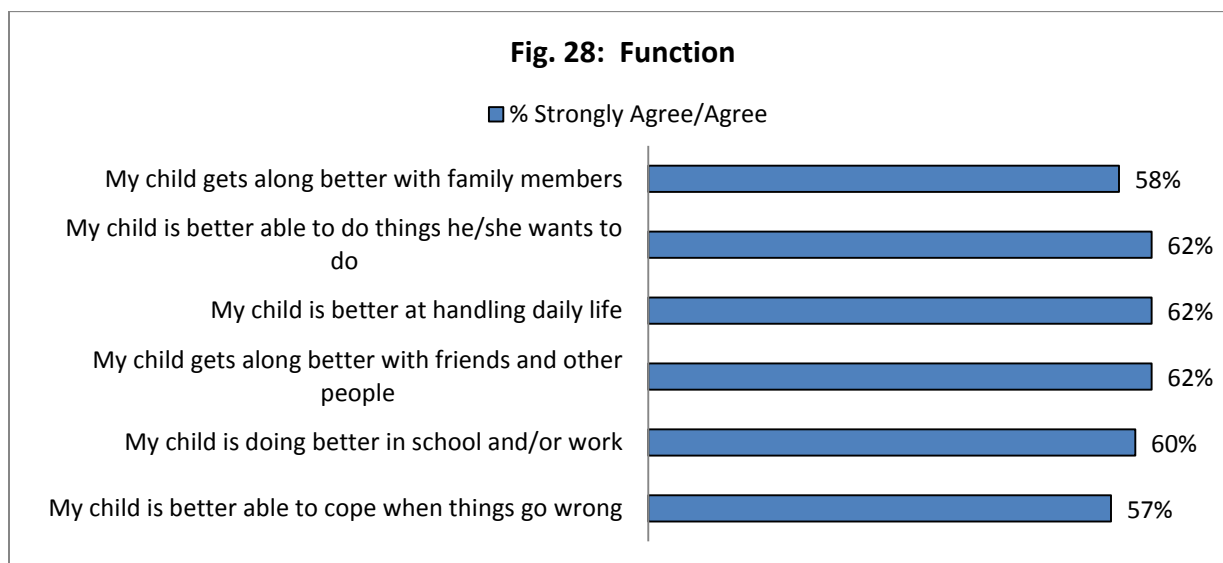 Fig. 28:  Function
% Strongly Agree/Agree
My child gets along better with family members
58%
My child is better able to do things he/she wants to
do
62%
My child is better at handling daily life
62%
My child gets along better with friends and other
people
62%
My child is doing better in school and/or work
60%
My child is better able to cope when things go wrong
57%